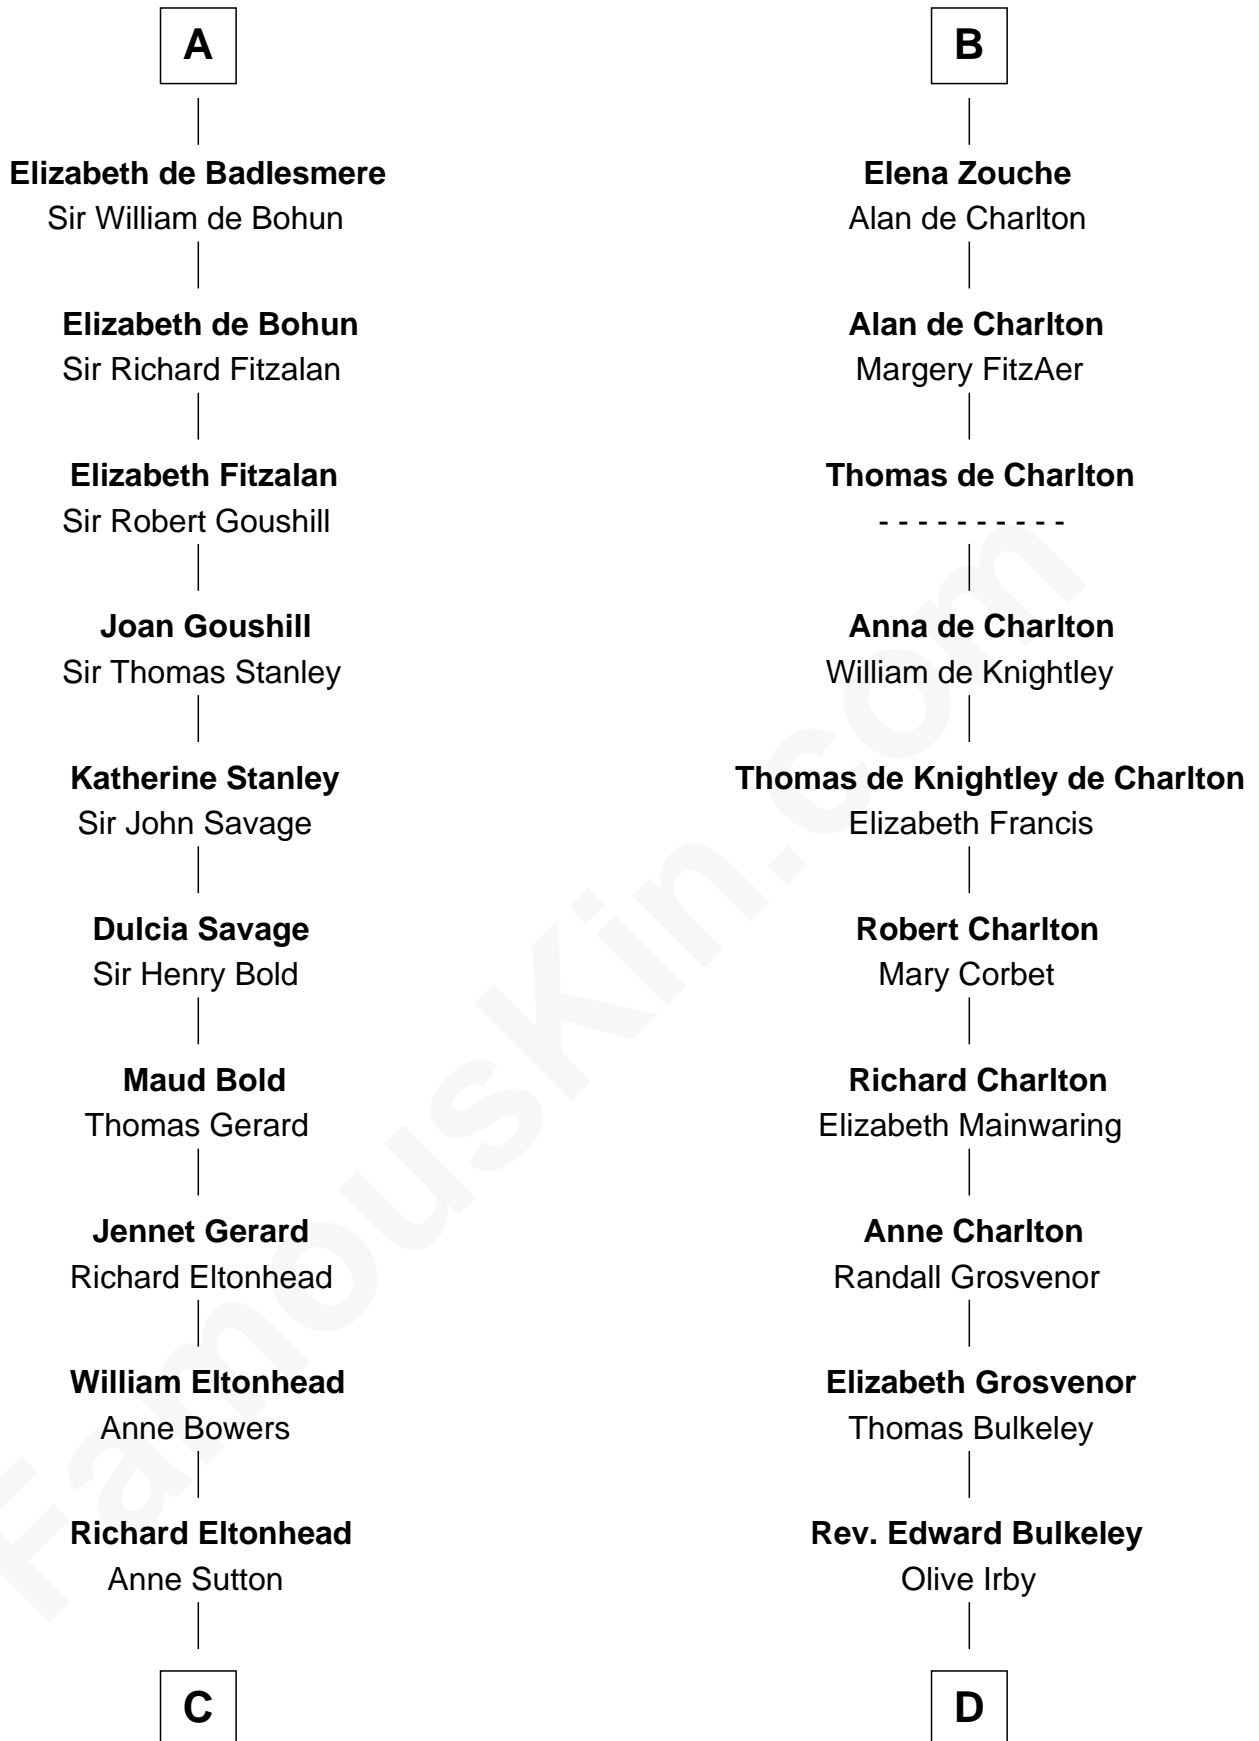 A
Elizabeth de Badlesmere
Sir William de Bohun
Elizabeth de Bohun
Sir Richard Fitzalan
Elizabeth Fitzalan
Sir Robert Goushill
Joan Goushill
Sir Thomas Stanley
Katherine Stanley
Sir John Savage
Dulcia Savage
Sir Henry Bold
Maud Bold
Thomas Gerard
Jennet Gerard
Richard Eltonhead
William Eltonhead
Anne Bowers
Richard Eltonhead
Anne Sutton
C
B
Elena Zouche
Alan de Charlton
Alan de Charlton
Margery FitzAer
Thomas de Charlton
- - - - - - - - - -
Anna de Charlton
William de Knightley
Thomas de Knightley de Charlton
Elizabeth Francis
Robert Charlton
Mary Corbet
Richard Charlton
Elizabeth Mainwaring
Anne Charlton
Randall Grosvenor
Elizabeth Grosvenor
Thomas Bulkeley
Rev. Edward Bulkeley
Olive Irby
D
FamousKin.com